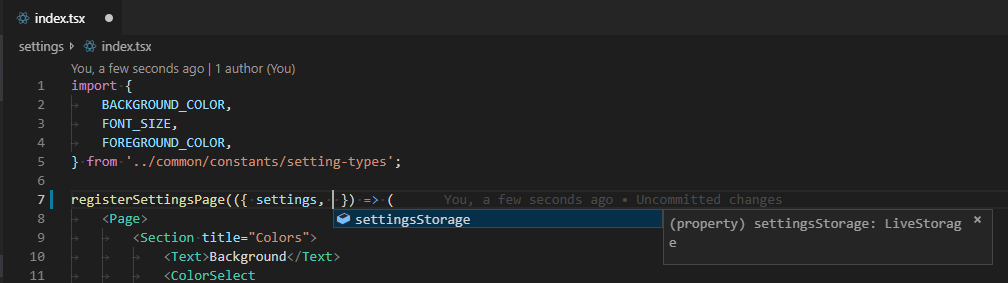 index.tsx
settings index.tsx
You, a few seconds ago | 1 author (You)
1 import {
2 BACKGROUND_COLOR,
3 FONT_SIZE,
4 FOREGROUND_COLOR,
5 } from '../common/constants/setting-types';
6
7 registerSettingsPage(({ settings, }) => ( You, a few seconds ago • Uncommitted changes
settingsStorage
(property) settingsStorage: LiveStorag
e
8 <Page>
9 <Section title="Colors">
10 <Text>Background</Text>
11 <ColorSelect